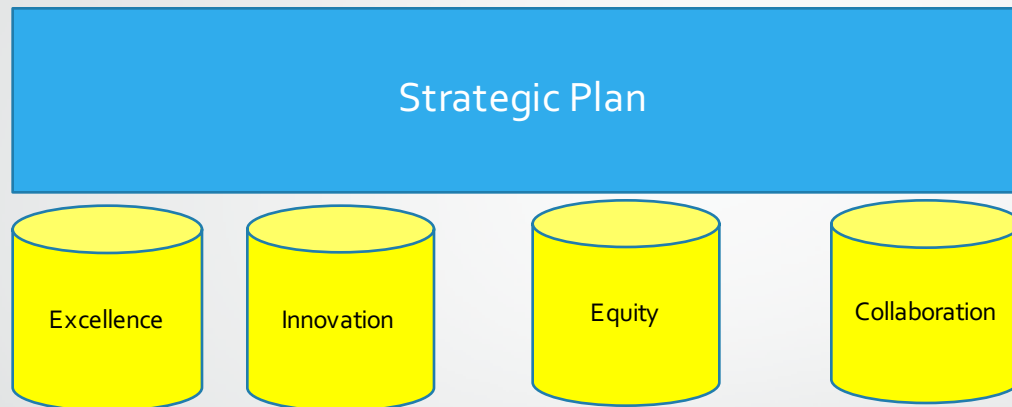 Strategic Plan
Excellence
Innovation
Equity
Collaboration